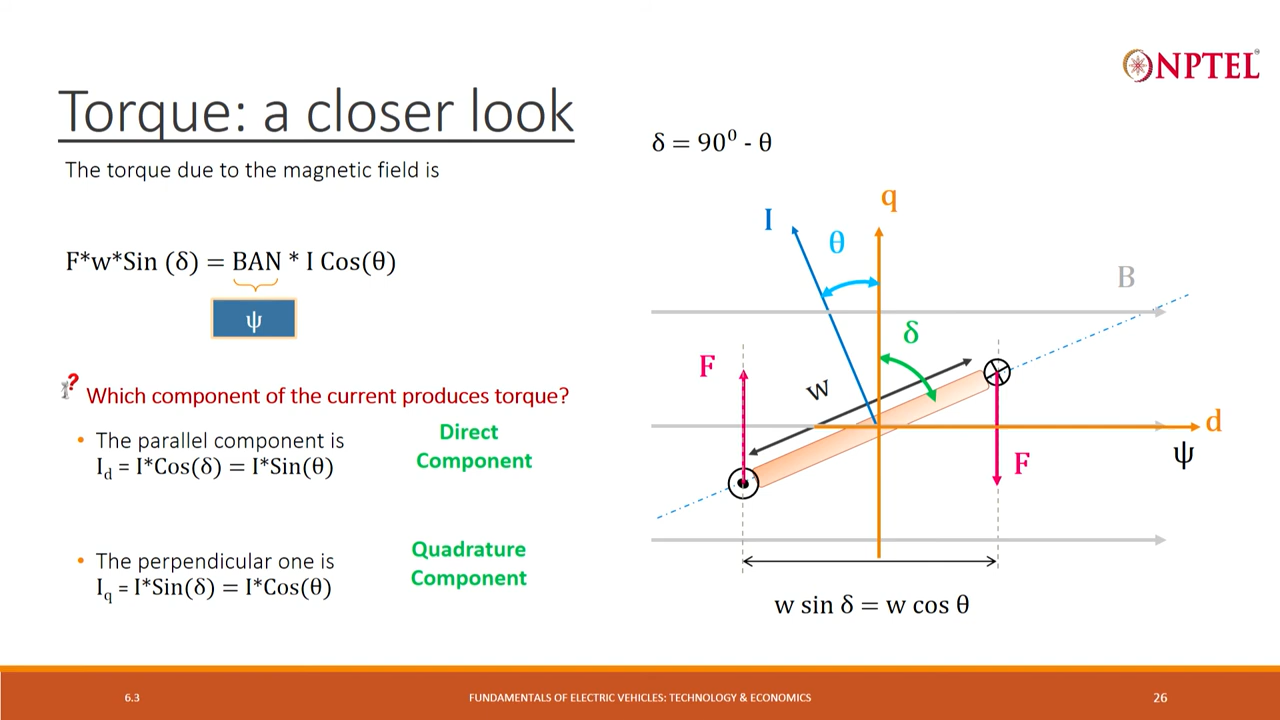 NPTEL
Torque: a closer look
The torque due to the magnetic field is
F*w*Sin (δ) = BAN * I Cos(θ)
ψ
? Which component of the current produces torque?
• The parallel component is
I_d = I*Cos(δ) = I*Sin(θ)
Direct
Component
• The perpendicular one is
I_q = I*Sin(δ) = I*Cos(θ)
Quadrature
Component
δ = 90⁰ - θ
q
I
θ
B
δ
F
w
d
ψ
F
w sin δ = w cos θ
6.3
FUNDAMENTALS OF ELECTRIC VEHICLES: TECHNOLOGY & ECONOMICS
26